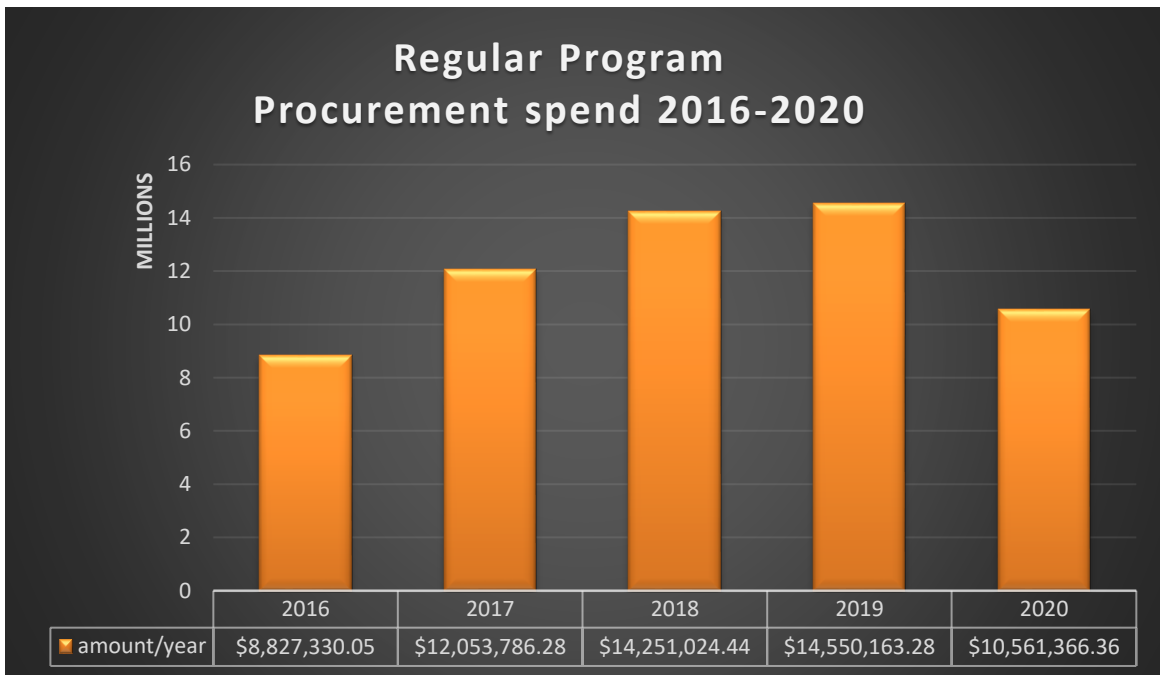 Regular Program
Procurement spend 2016-2020
MILLIONS
16
14
12
10
8
6
4
2
0
2016 2017 2018 2019 2020
amount/year $8,827,330.05 $12,053,786.28 $14,251,024.44 $14,550,163.28 $10,561,366.36